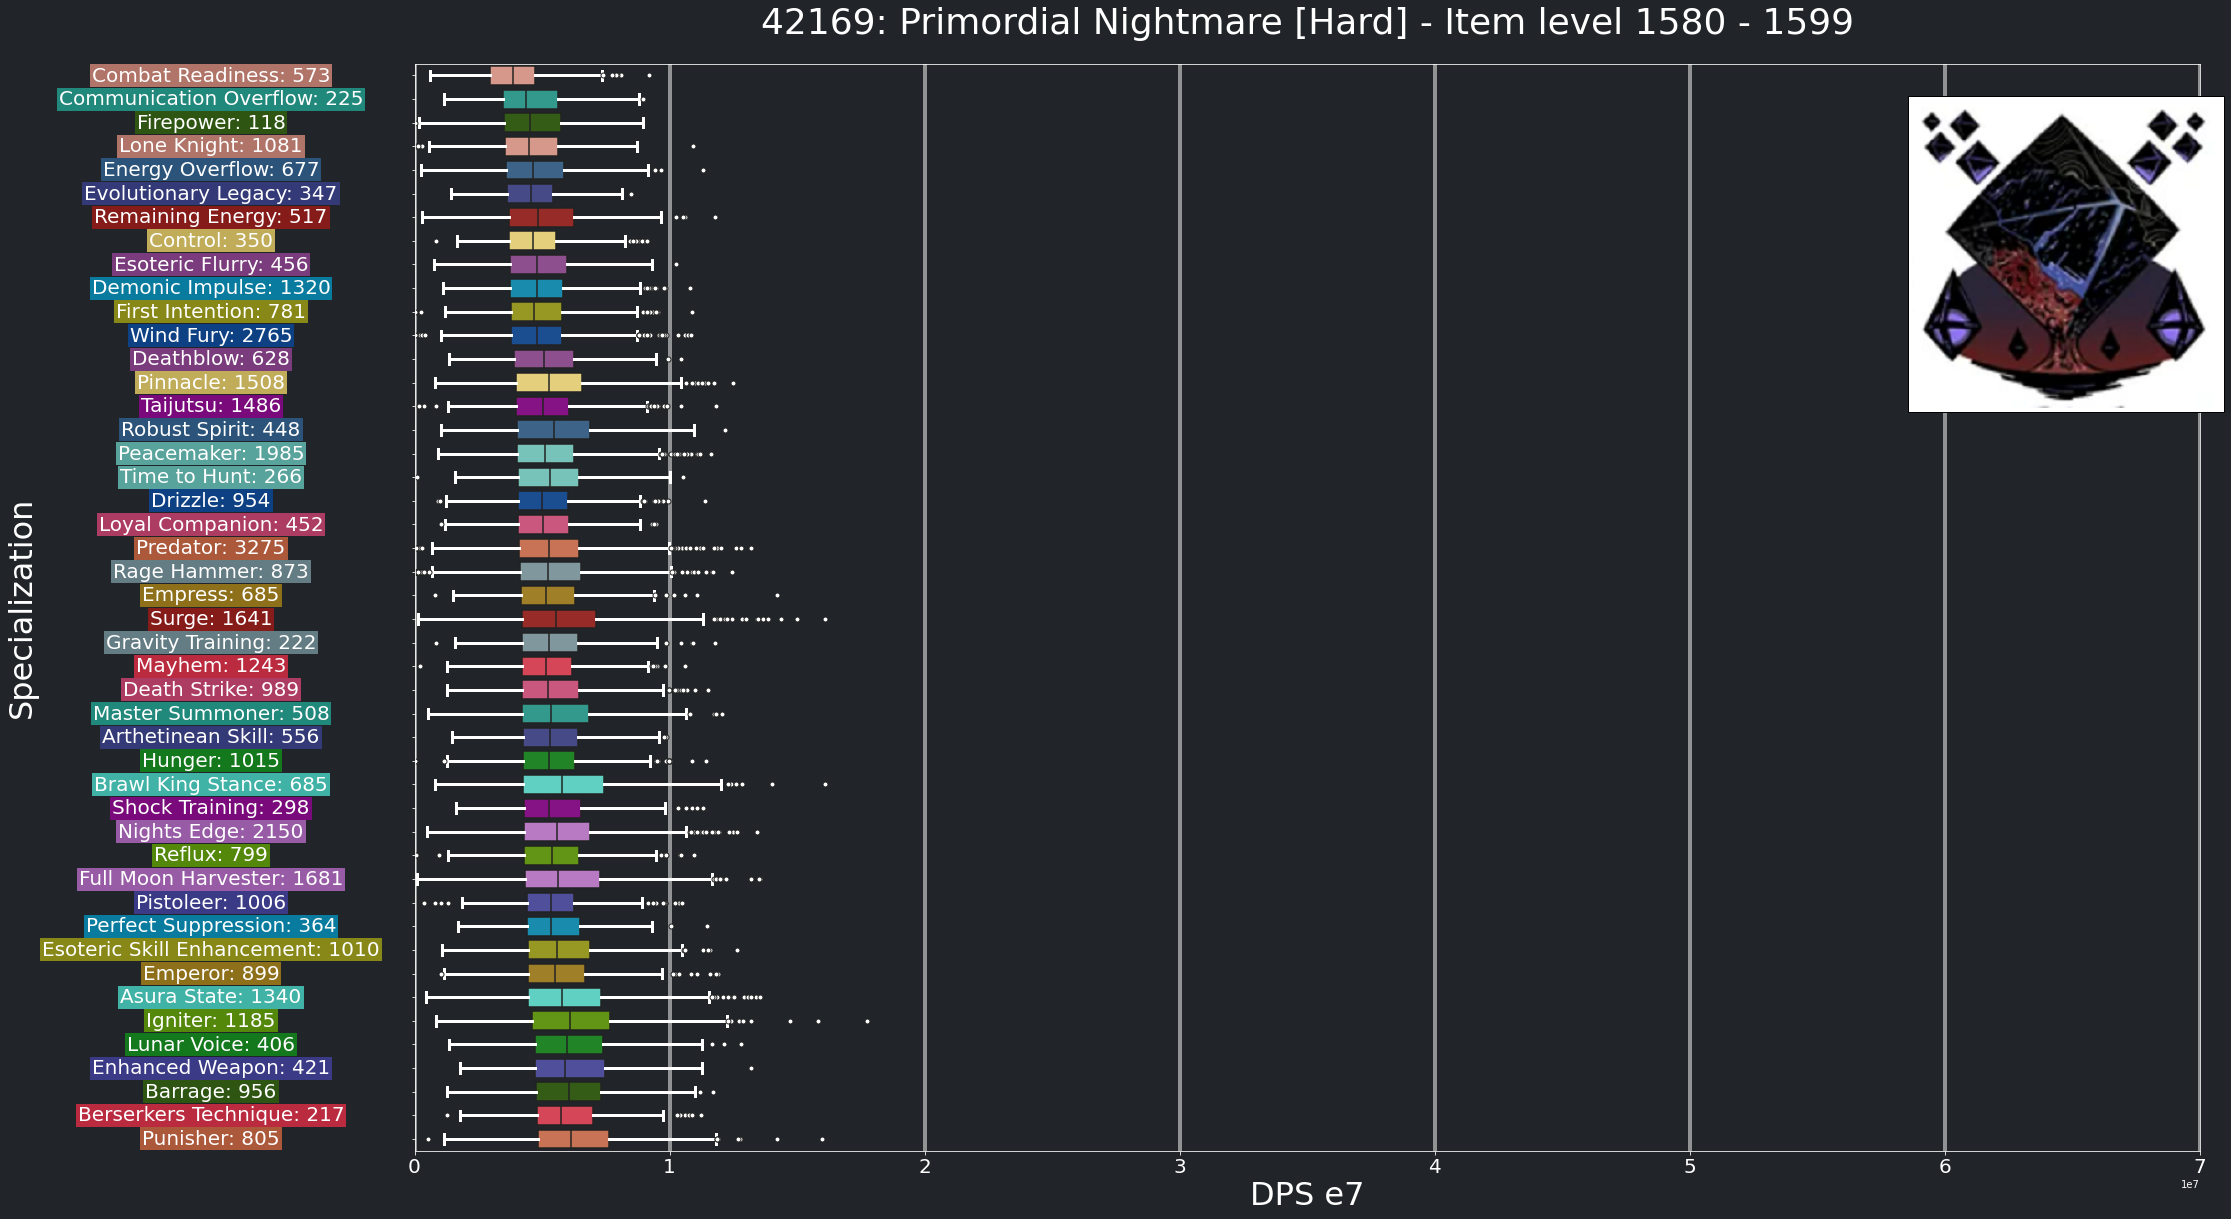 42169: Primordial Nightmare [Hard] - Item level 1580 - 1599
Specialization
Combat Readiness: 573
Communication Overflow: 225
Firepower: 118
Lone Knight: 1081
Energy Overflow: 677
Evolutionary Legacy: 347
Remaining Energy: 517
Control: 350
Esoteric Flurry: 456
Demonic Impulse: 1320
First Intention: 781
Wind Fury: 2765
Deathblow: 628
Pinnacle: 1508
Taijutsu: 1486
Robust Spirit: 448
Peacemaker: 1985
Time to Hunt: 266
Drizzle: 954
Loyal Companion: 452
Predator: 3275
Rage Hammer: 873
Empress: 685
Surge: 1641
Gravity Training: 222
Mayhem: 1243
Death Strike: 989
Master Summoner: 508
Arthetinean Skill: 556
Hunger: 1015
Brawl King Stance: 685
Shock Training: 298
Nights Edge: 2150
Reflux: 799
Full Moon Harvester: 1681
Pistoleer: 1006
Perfect Suppression: 364
Esoteric Skill Enhancement: 1010
Emperor: 899
Asura State: 1340
Igniter: 1185
Lunar Voice: 406
Enhanced Weapon: 421
Barrage: 956
Berserkers Technique: 217
Punisher: 805
0 1 2 3 4 5 6 7
1e7
DPS e7